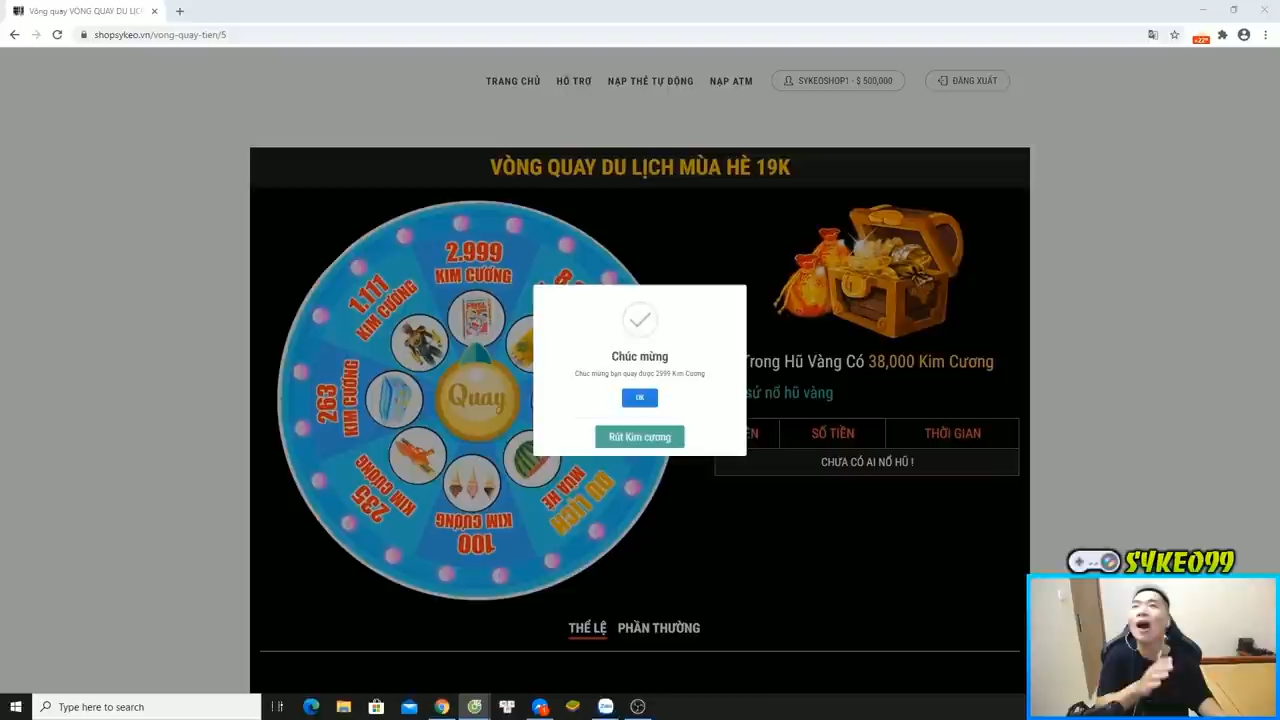 Vòng quay VÒNG QUAY DU LỊC
shopsykeo.vn/vong-quay-tien/5
+22°
TRANG CHỦ
HỖ TRỢ
NẠP THẺ TỰ ĐỘNG
NẠP ATM
SYKEOSHOP1 - $ 500,000
ĐĂNG XUẤT
VÒNG QUAY DU LỊCH MÙA HÈ 19K
2.999
KIM CƯƠNG
1.111
KIM CƯƠNG
263
KIM CƯƠNG
235
KIM CƯƠNG
100
KIM CƯƠNG
DU LỊCH
MÙA HÈ
Quay
Chúc mừng
Chúc mừng bạn quay được 2999 Kim Cương
OK
Rút Kim cương
Trong Hũ Vàng Có 38,000 Kim Cương
sử nổ hũ vàng
SỐ TIỀN
THỜI GIAN
CHƯA CÓ AI NỔ HŨ !
THỂ LỆ
PHẦN THƯỞNG
SYKEO99
Type here to search
Zalo